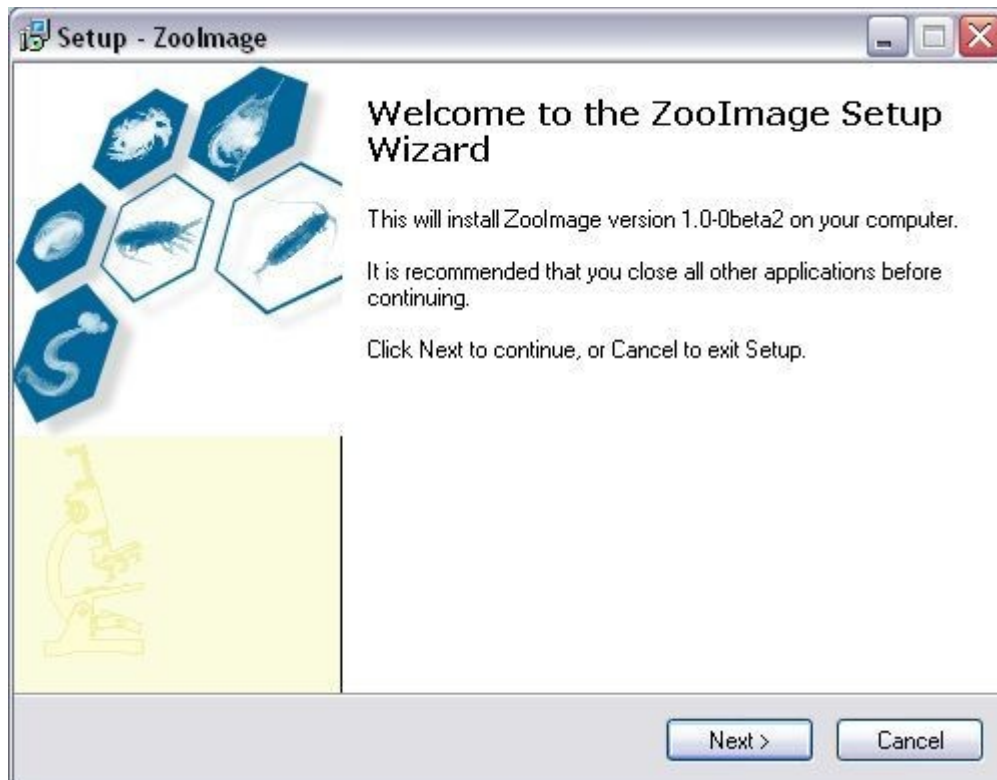 Setup - ZooImage
Welcome to the ZooImage Setup
Wizard
This will install ZooImage version 1.0-0beta2 on your computer.
It is recommended that you close all other applications before
continuing.
Click Next to continue, or Cancel to exit Setup.
Next >
Cancel